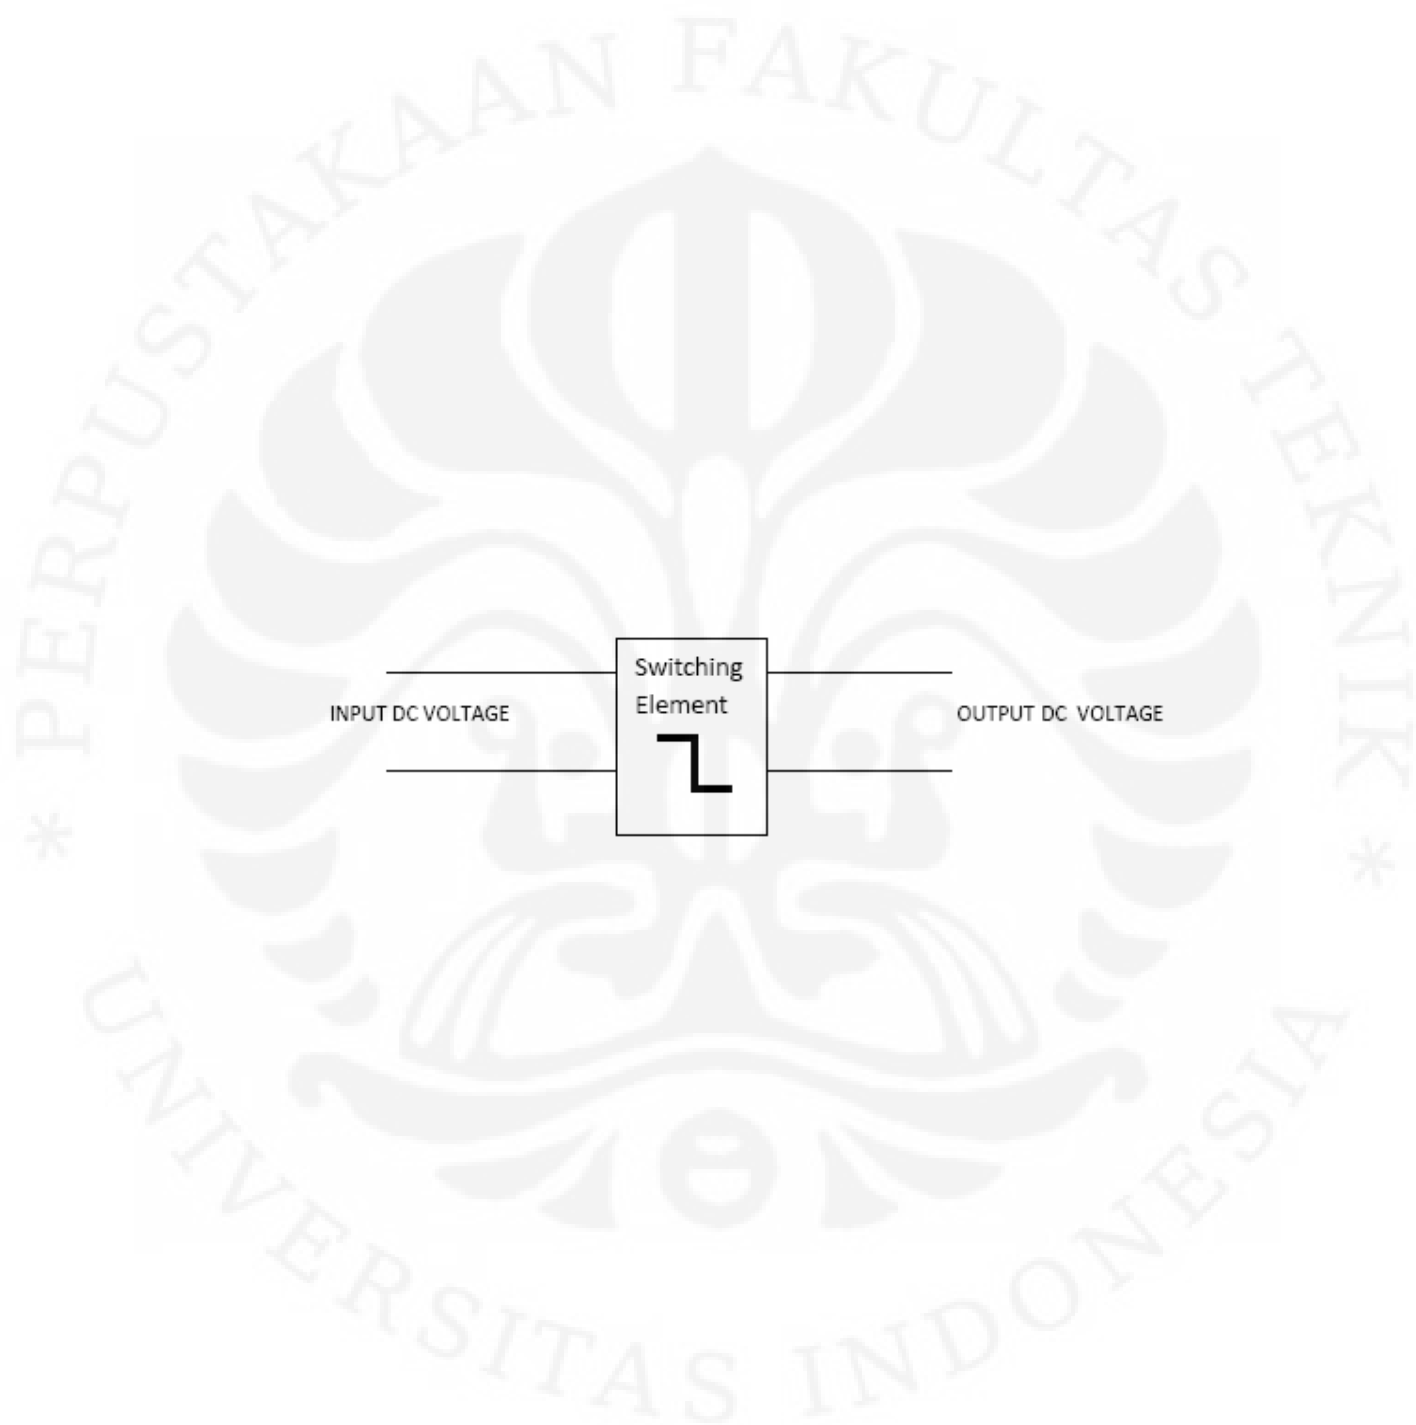 PERPUSTAKAAN FAKULTAS TEKNIK
Switching
Element
INPUT DC VOLTAGE
OUTPUT DC VOLTAGE
* UNIVERSITAS INDONESIA *